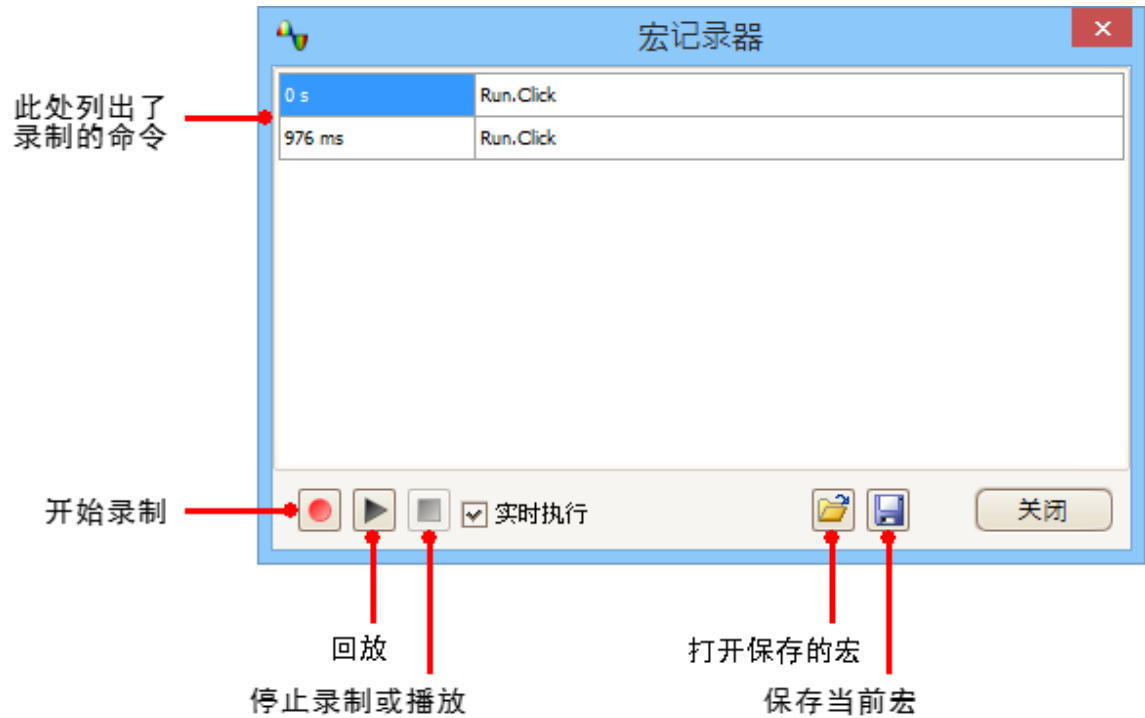 宏记录器
此处列出了
录制的命令
0 s Run.Click
976 ms Run.Click
开始录制
实时执行
关闭
回放
打开保存的宏
停止录制或播放
保存当前宏